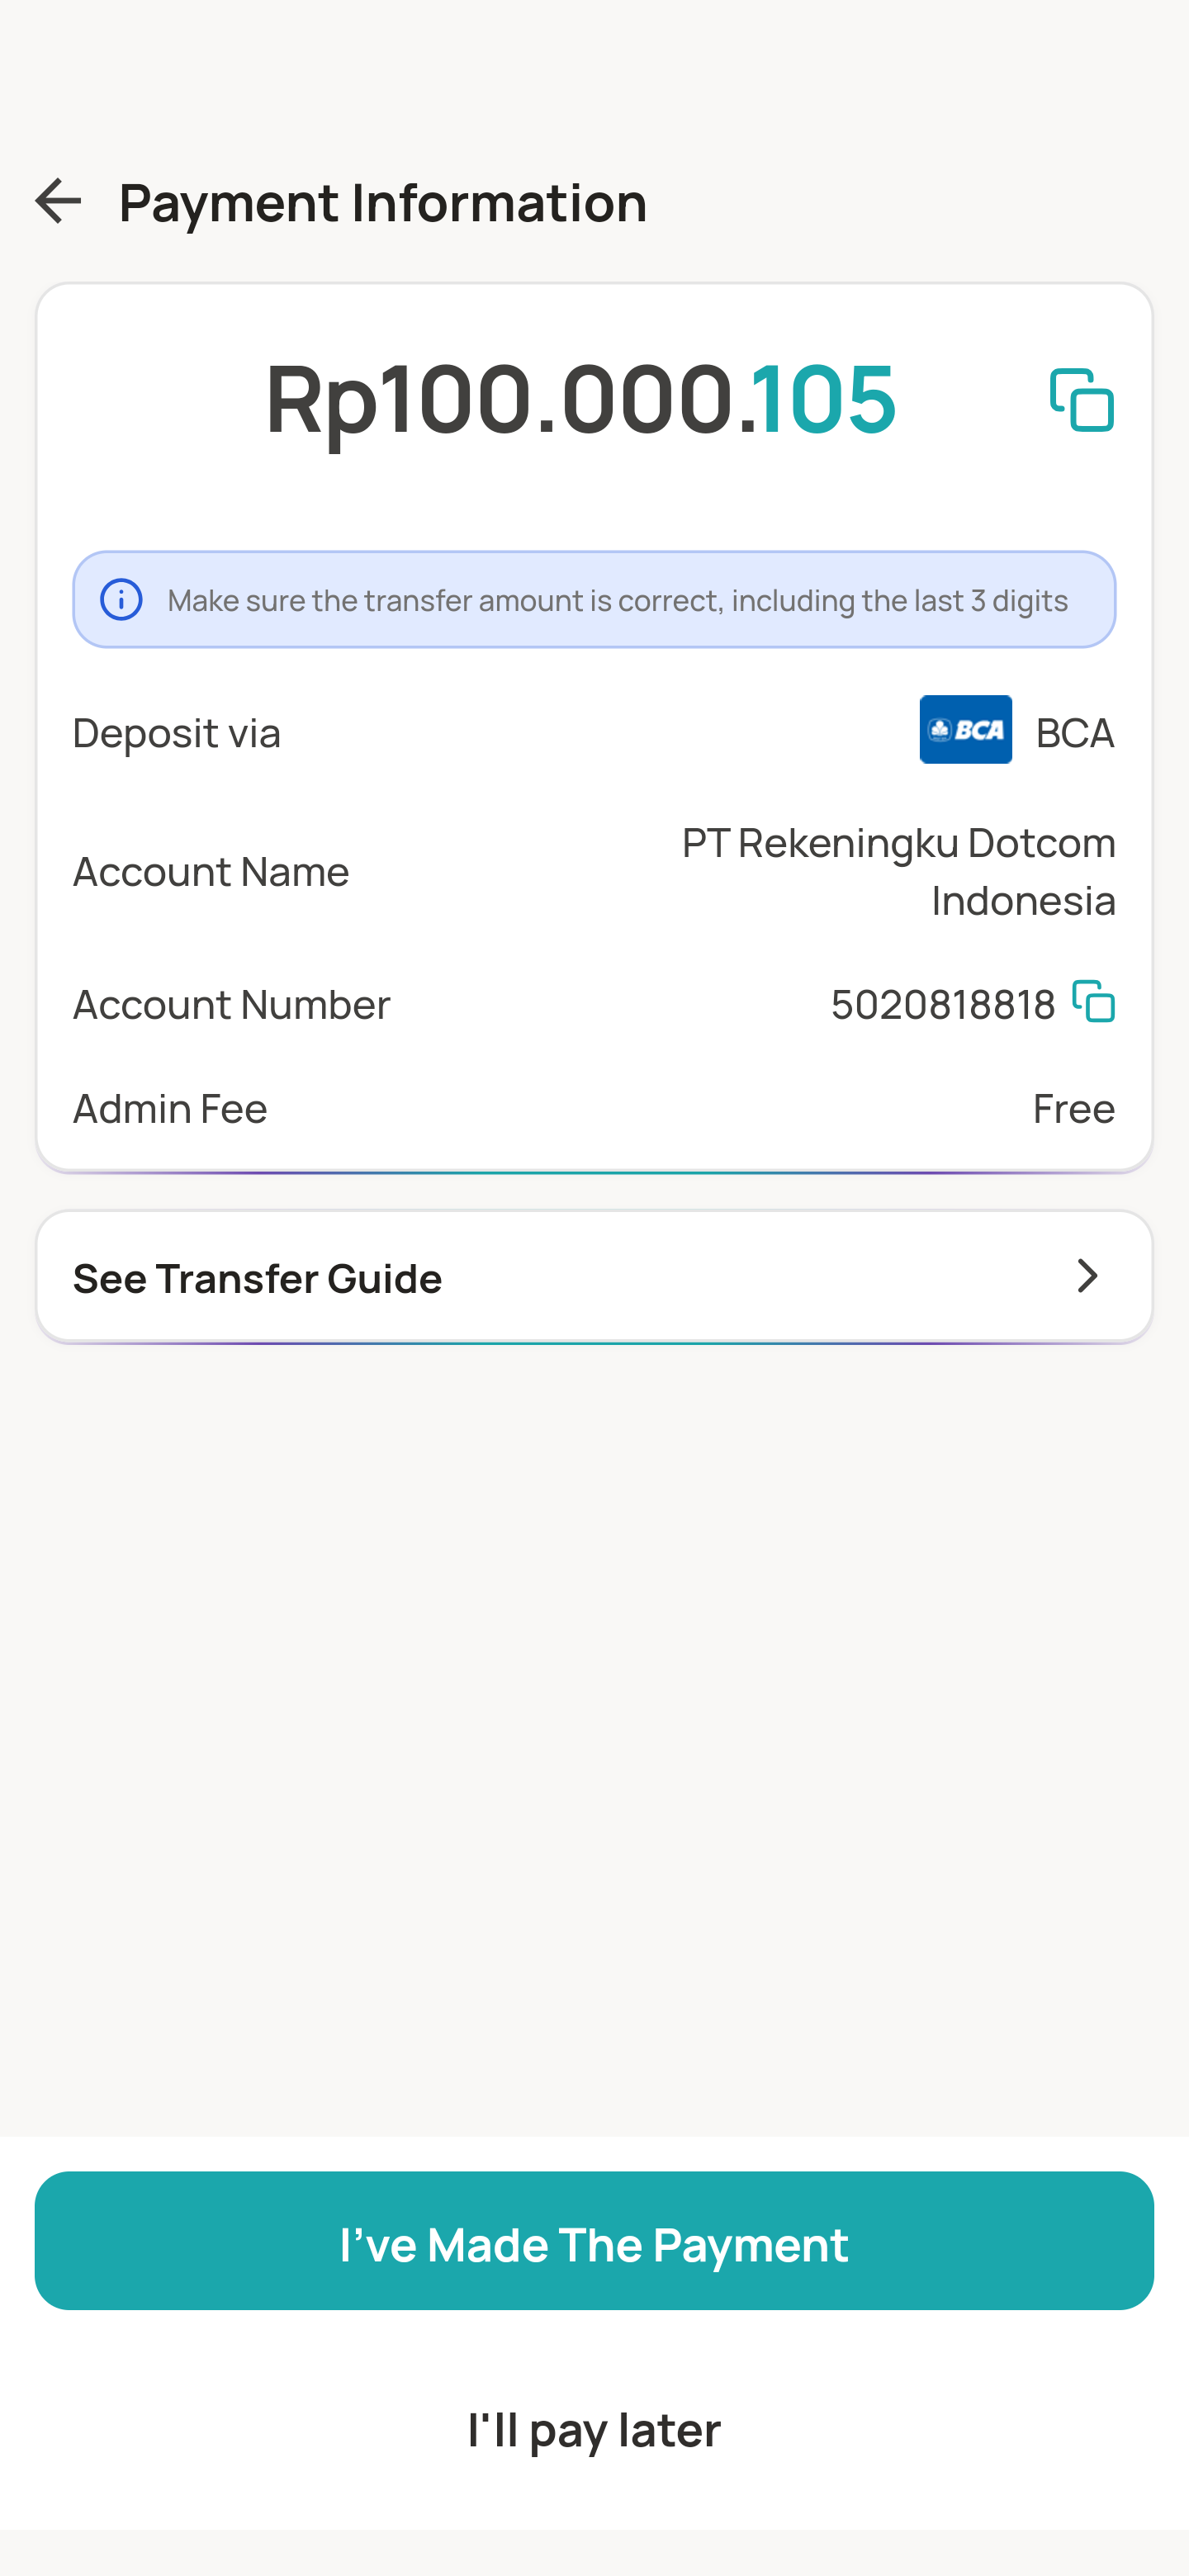 Payment Information
Rp100.000.105
Make sure the transfer amount is correct, including the last 3 digits
Deposit via
BCA BCA
Account Name
PT Rekeningku Dotcom
Indonesia
Account Number
5020818818
Admin Fee
Free
See Transfer Guide
I've Made The Payment
I'll pay later